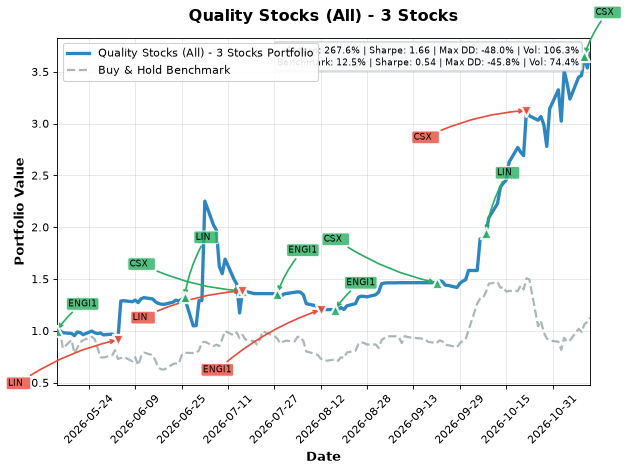 Quality Stocks (All) - 3 Stocks
CSX
Quality Stocks (All) - 3 Stocks Portfolio
Buy & Hold Benchmark
267.6% | Sharpe: 1.66 | Max DD: -48.0% | Vol: 106.3%
12.5% | Sharpe: 0.54 | Max DD: -45.8% | Vol: 74.4%
3.5
3.0
2.5
2.0
1.5
1.0
0.5
Portfolio Value
CSX
LIN
LIN
CSX
ENGI1
CSX
ENGI1
ENGI1
LIN
ENGI1
LIN
2026-05-24
2026-06-09
2026-06-25
2026-07-11
2026-07-27
2026-08-12
2026-08-28
2026-09-13
2026-09-29
2026-10-15
2026-10-31
Date